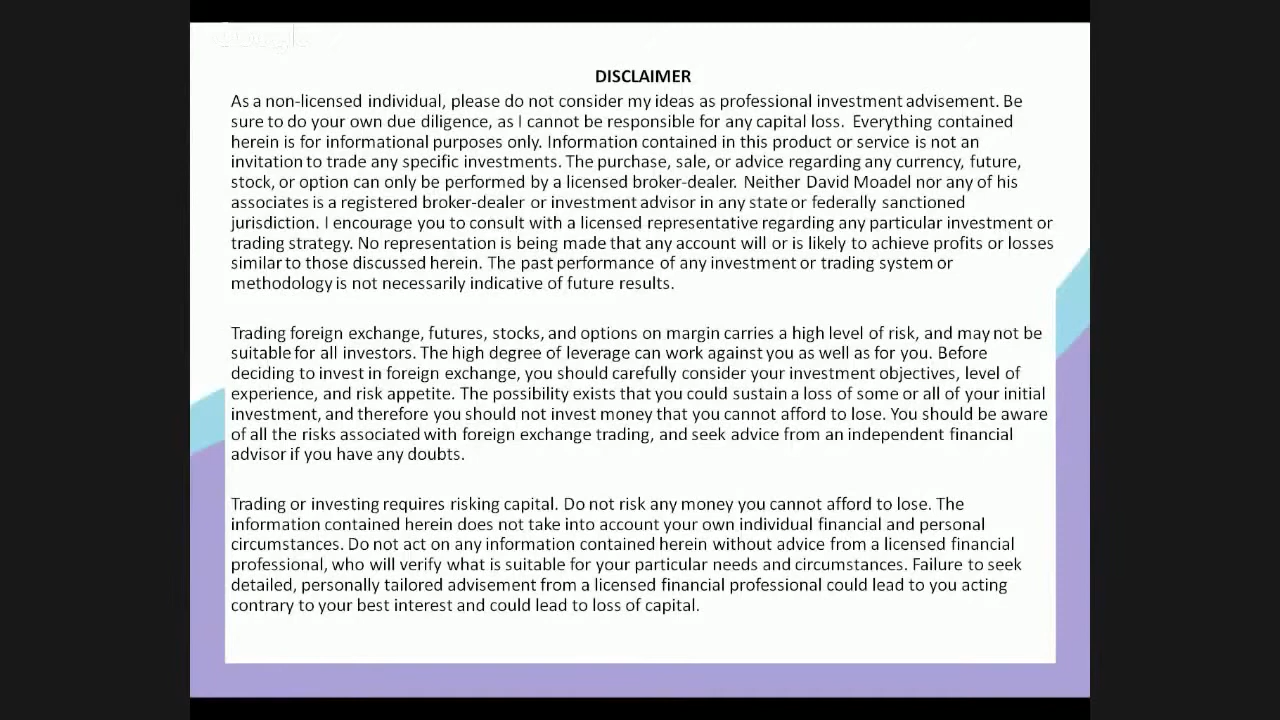 DISCLAIMER
As a non-licensed individual, please do not consider my ideas as professional investment advisement. Be
sure to do your own due diligence, as I cannot be responsible for any capital loss. Everything contained
herein is for informational purposes only. Information contained in this product or service is not an
invitation to trade any specific investments. The purchase, sale, or advice regarding any currency, future,
stock, or option can only be performed by a licensed broker-dealer. Neither David Moadel nor any of his
associates is a registered broker-dealer or investment advisor in any state or federally sanctioned
jurisdiction. I encourage you to consult with a licensed representative regarding any particular investment or
trading strategy. No representation is being made that any account will or is likely to achieve profits or losses
similar to those discussed herein. The past performance of any investment or trading system or
methodology is not necessarily indicative of future results.
Trading foreign exchange, futures, stocks, and options on margin carries a high level of risk, and may not be
suitable for all investors. The high degree of leverage can work against you as well as for you. Before
deciding to invest in foreign exchange, you should carefully consider your investment objectives, level of
experience, and risk appetite. The possibility exists that you could sustain a loss of some or all of your initial
investment, and therefore you should not invest money that you cannot afford to lose. You should be aware
of all the risks associated with foreign exchange trading, and seek advice from an independent financial
advisor if you have any doubts.
Trading or investing requires risking capital. Do not risk any money you cannot afford to lose. The
information contained herein does not take into account your own individual financial and personal
circumstances. Do not act on any information contained herein without advice from a licensed financial
professional, who will verify what is suitable for your particular needs and circumstances. Failure to seek
detailed, personally tailored advisement from a licensed financial professional could lead to you acting
contrary to your best interest and could lead to loss of capital.